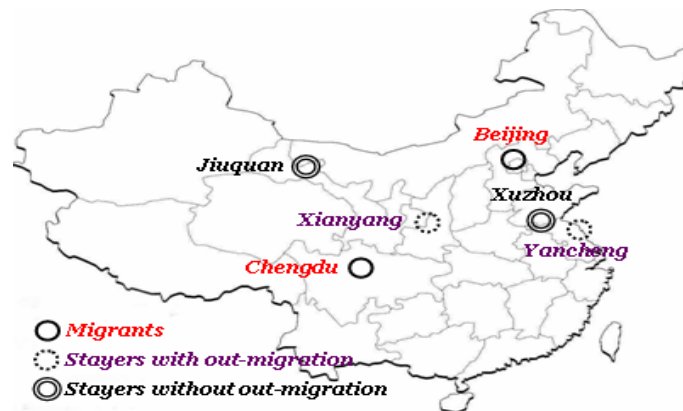 Beijing
Jiuquan
Xuzhou
Xianyang
Yancheng
Chengdu
Migrants
Stayers with out-migration
Stayers without out-migration